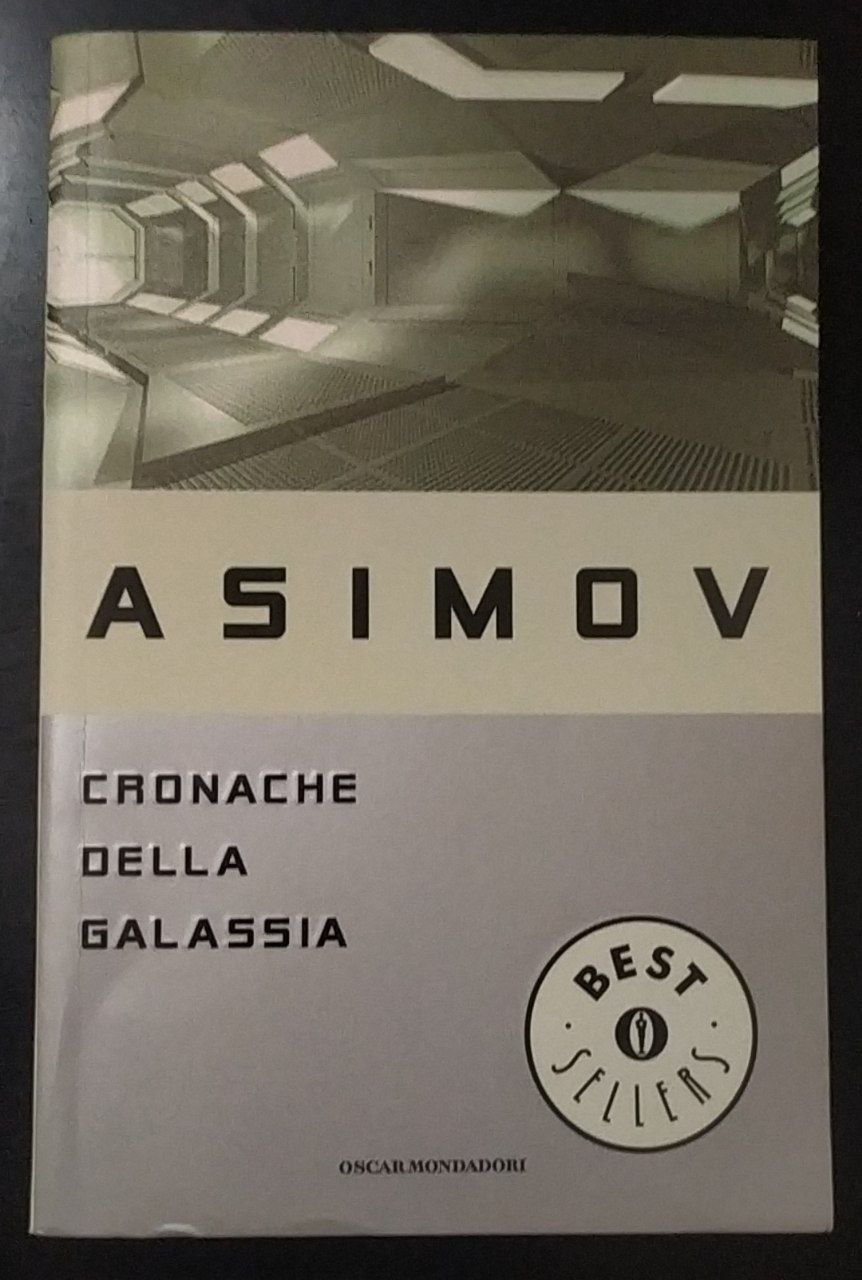 ASIMOV
CRONACHE
DELLA
GALASSIA
BEST
O
SELLERS
OSCAR MONDADORI